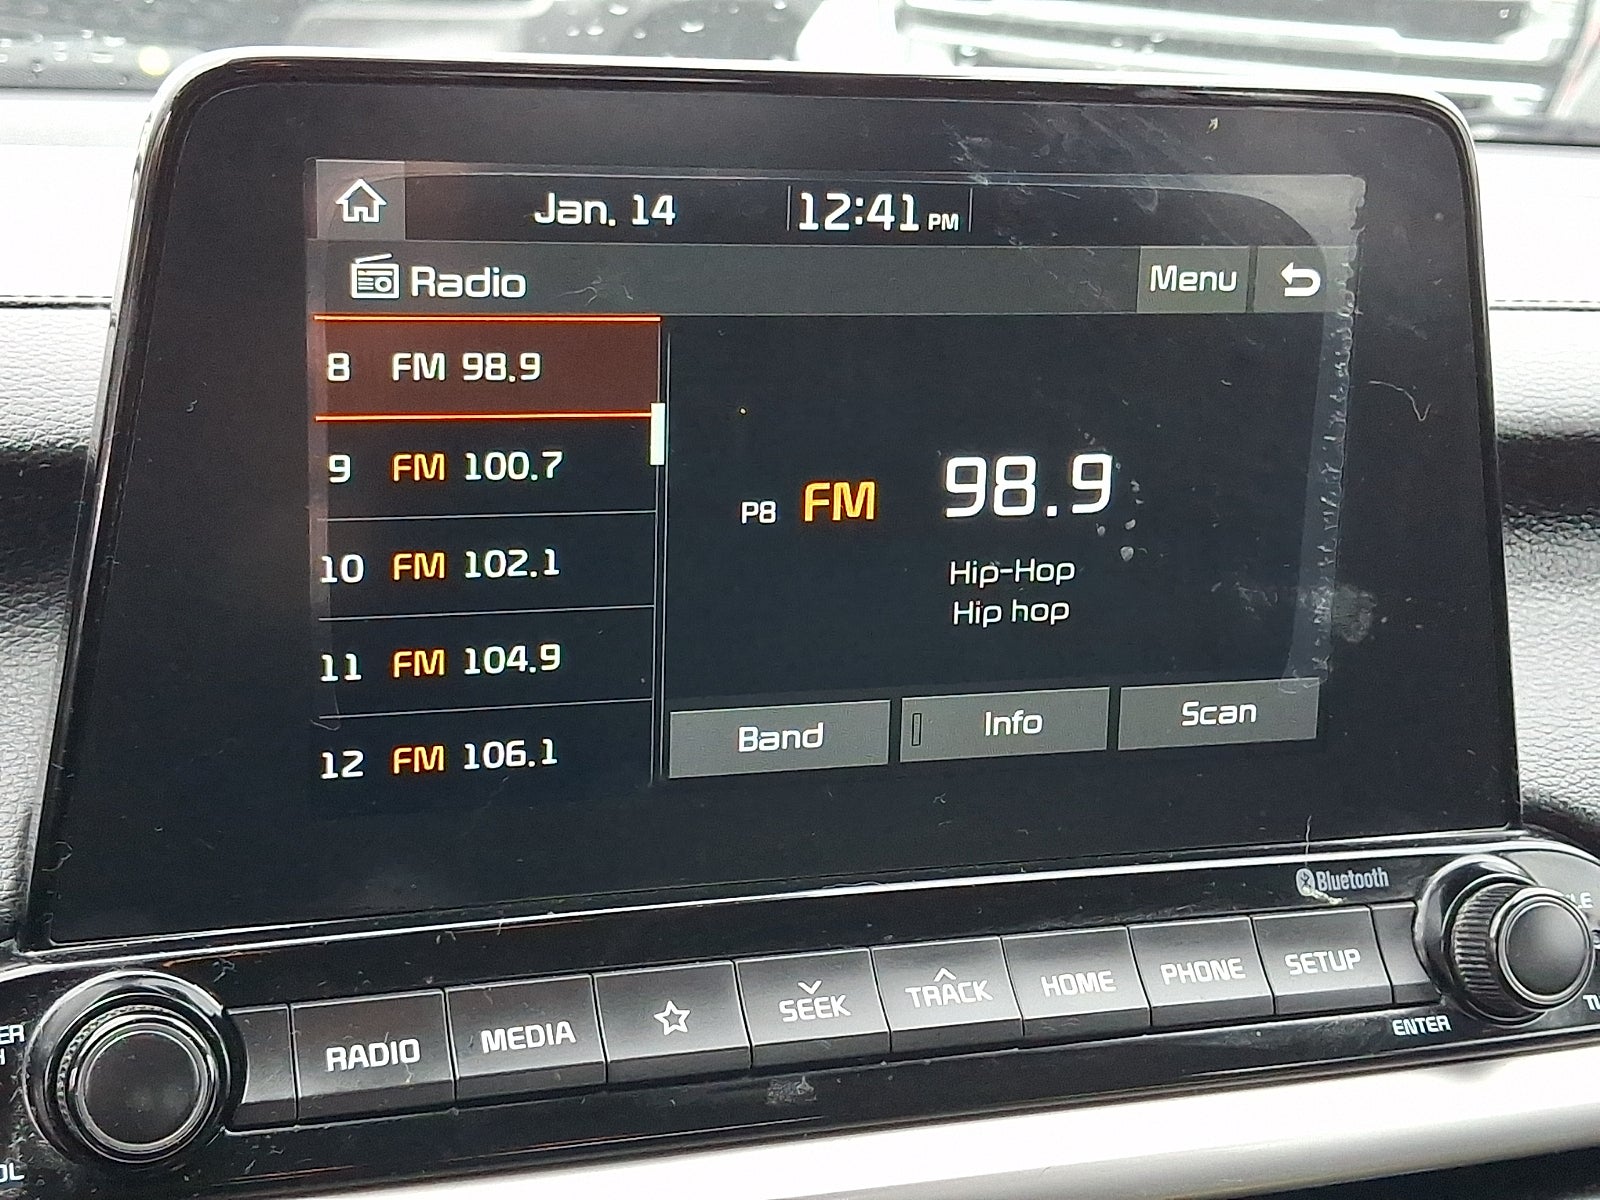 Jan. 14 12:41 PM
Radio Menu
8 FM 98.9
9 FM 100.7
10 FM 102.1
11 FM 104.9
12 FM 106.1
P8 FM 98.9
Hip-Hop
Hip hop
Band Info Scan
Bluetooth
RADIO MEDIA SEEK TRACK HOME PHONE SETUP
ENTER